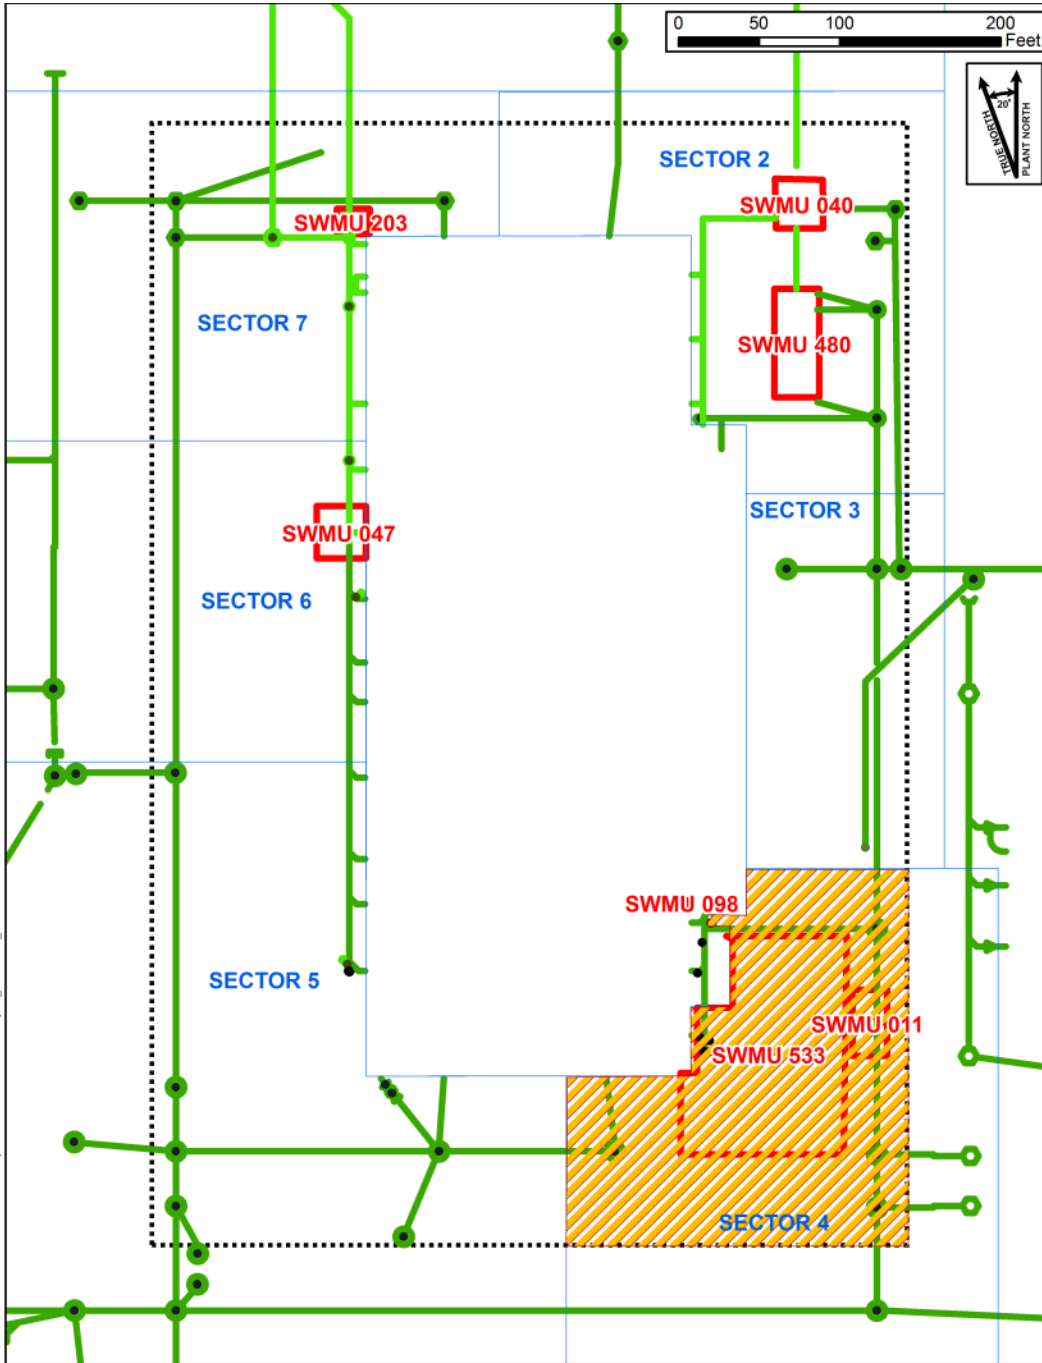 0 50 100 200
Feet
20°
TRUE NORTH
PLANT NORTH
SECTOR 2
SWMU 040
SWMU 203
SECTOR 7
SWMU 480
SECTOR 3
SWMU 047
SECTOR 6
SWMU 098
SECTOR 5
SWMU 011
SWMU 533
SECTOR 4